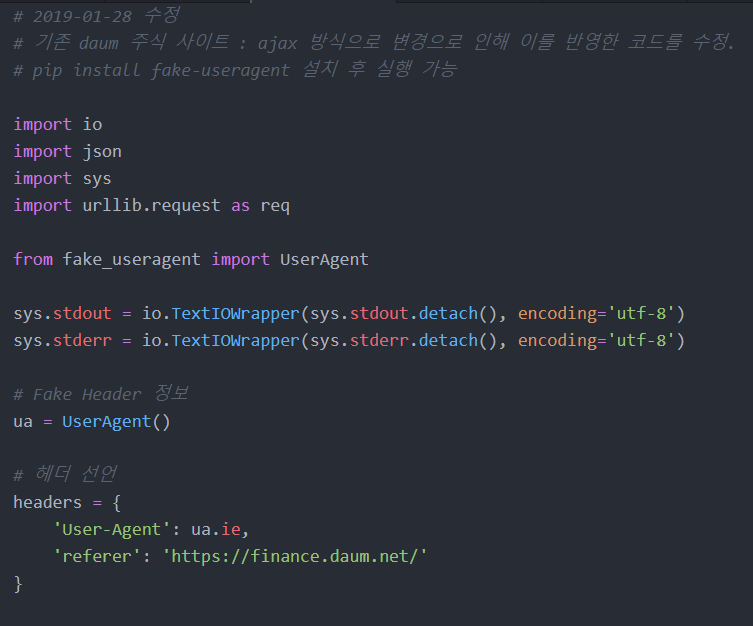 # 2019-01-28 수정
# 기존 daum 주식 사이트 : ajax 방식으로 변경으로 인해 이를 반영한 코드를 수정.
# pip install fake-useragent 설치 후 실행 가능
import io
import json
import sys
import urllib.request as req
from fake_useragent import UserAgent
sys.stdout = io.TextIOWrapper(sys.stdout.detach(), encoding='utf-8')
sys.stderr = io.TextIOWrapper(sys.stderr.detach(), encoding='utf-8')
# Fake Header 정보
ua = UserAgent()
# 헤더 선언
headers = {
    'User-Agent': ua.ie,
    'referer': 'https://finance.daum.net/'
}